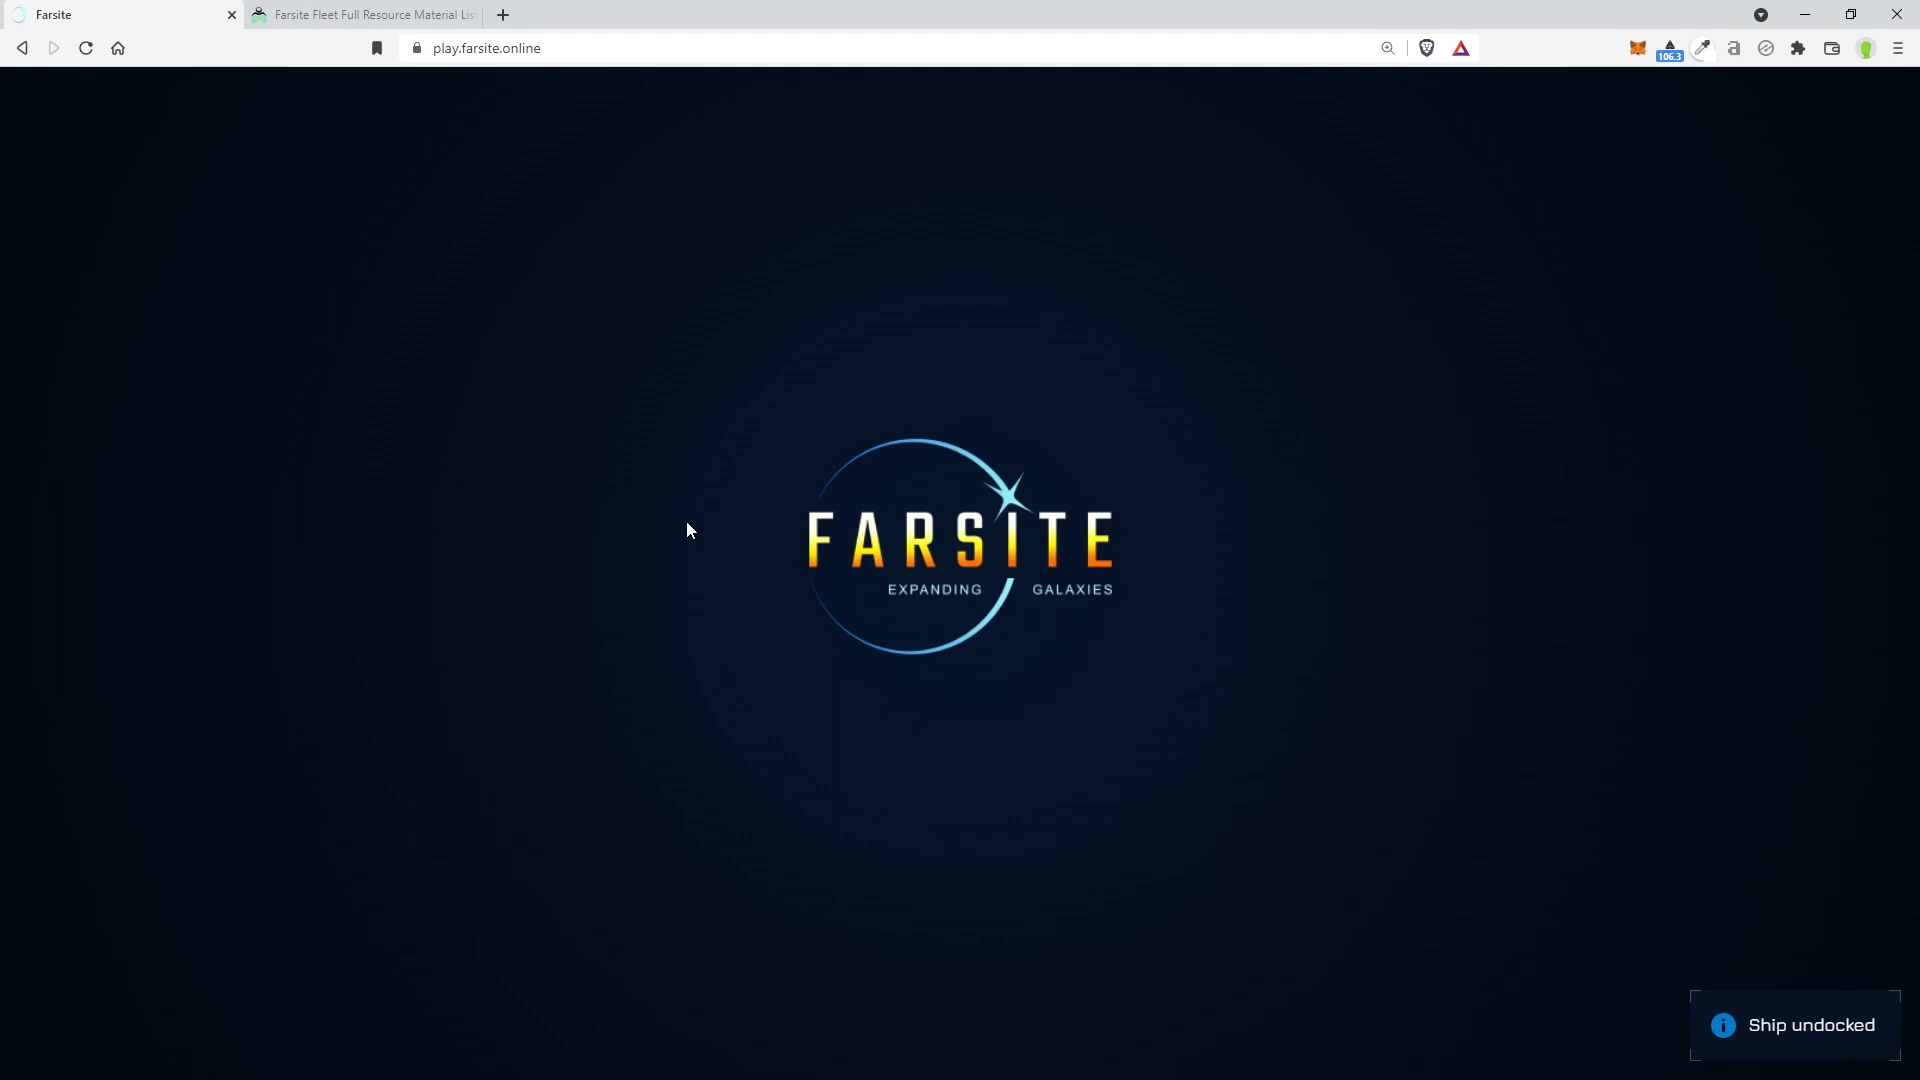 Farsite
Farsite Fleet Full Resource Material Lis
play.farsite.online
106.3
FARSITE
EXPANDING GALAXIES
Ship undocked